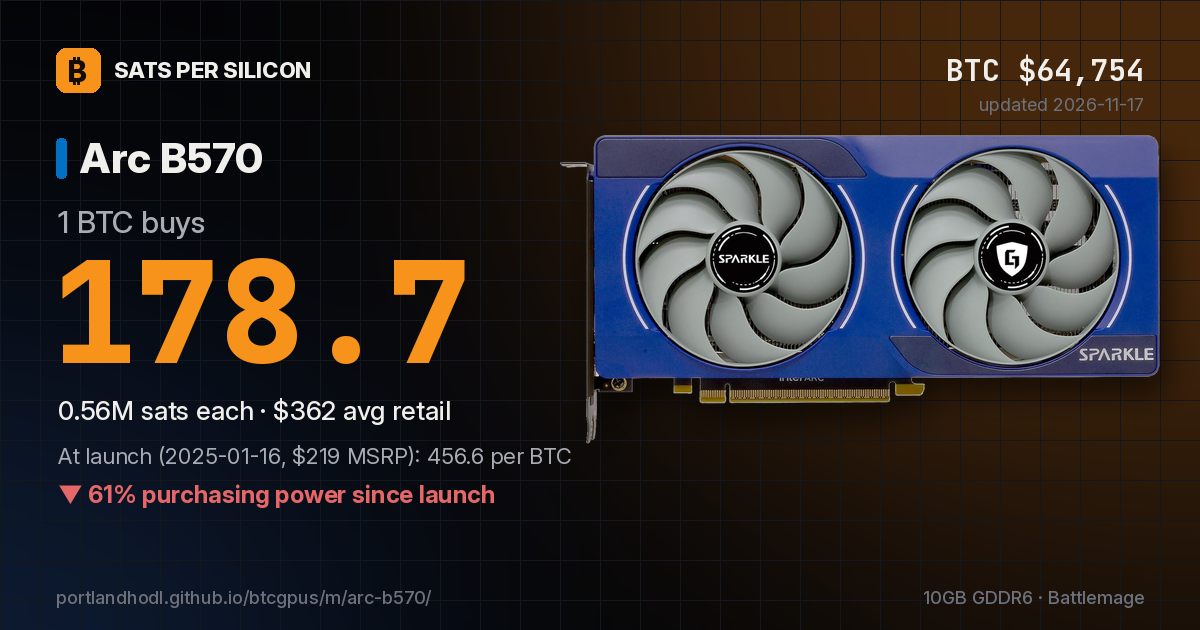 SATS PER SILICON
BTC $64,754
updated 2026-11-17
Arc B570
1 BTC buys
178.7
0.56M sats each · $362 avg retail
At launch (2025-01-16, $219 MSRP): 456.6 per BTC
▼ 61% purchasing power since launch
SPARKLE
SPARKLE
intel ARC
portlandhodl.github.io/btcgpus/m/arc-b570/
10GB GDDR6 · Battlemage